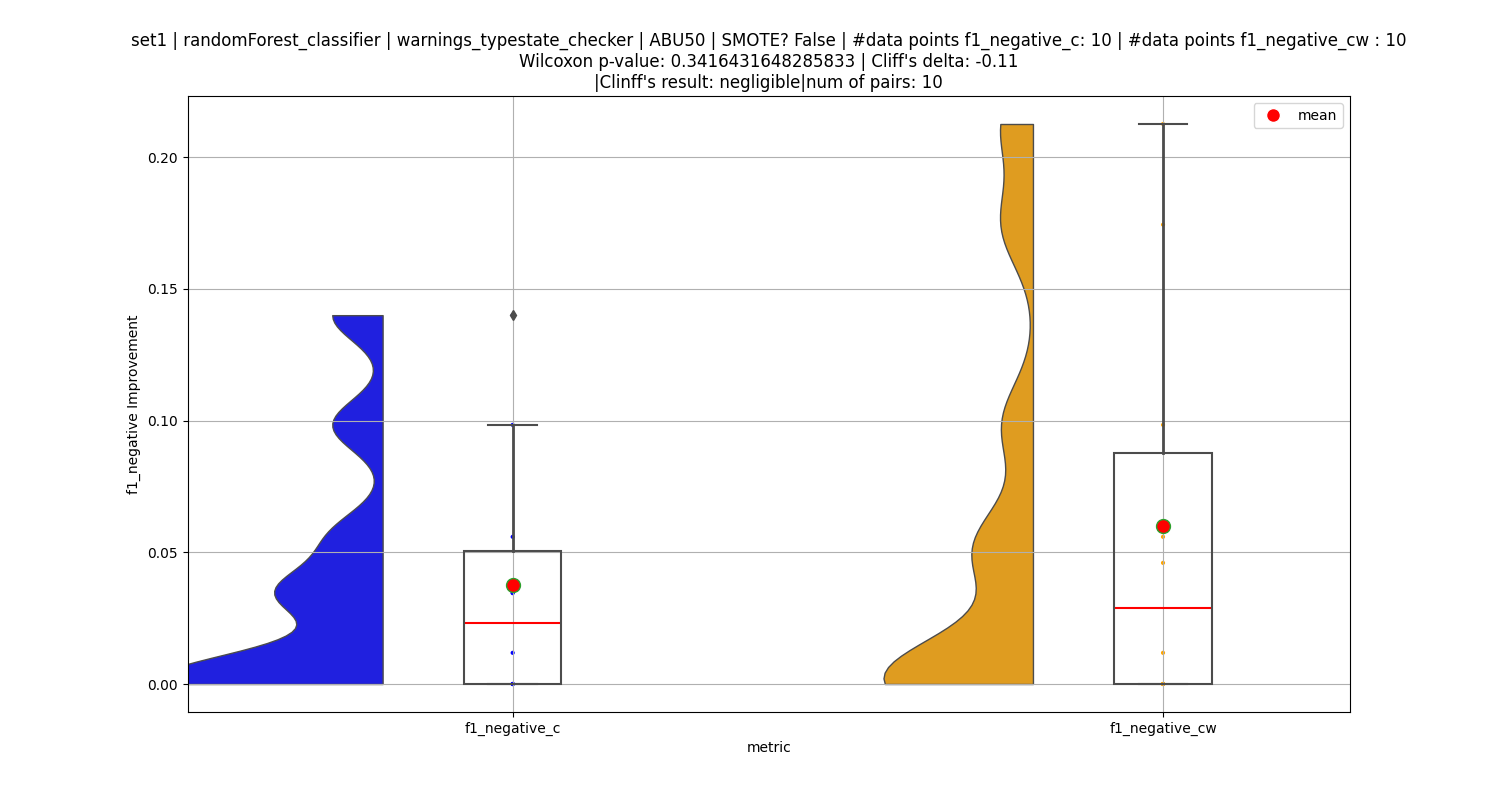 set1 | randomForest_classifier | warnings_typestate_checker | ABU50 | SMOTE? False | #data points f1_negative_c: 10 | #data points f1_negative_cw : 10
Wilcoxon p-value: 0.3416431648285833 | Cliff's delta: -0.11
|Clinff's result: negligible|num of pairs: 10
mean
0.20
0.15
0.10
0.05
0.00
f1_negative Improvement
f1_negative_c
f1_negative_cw
metric